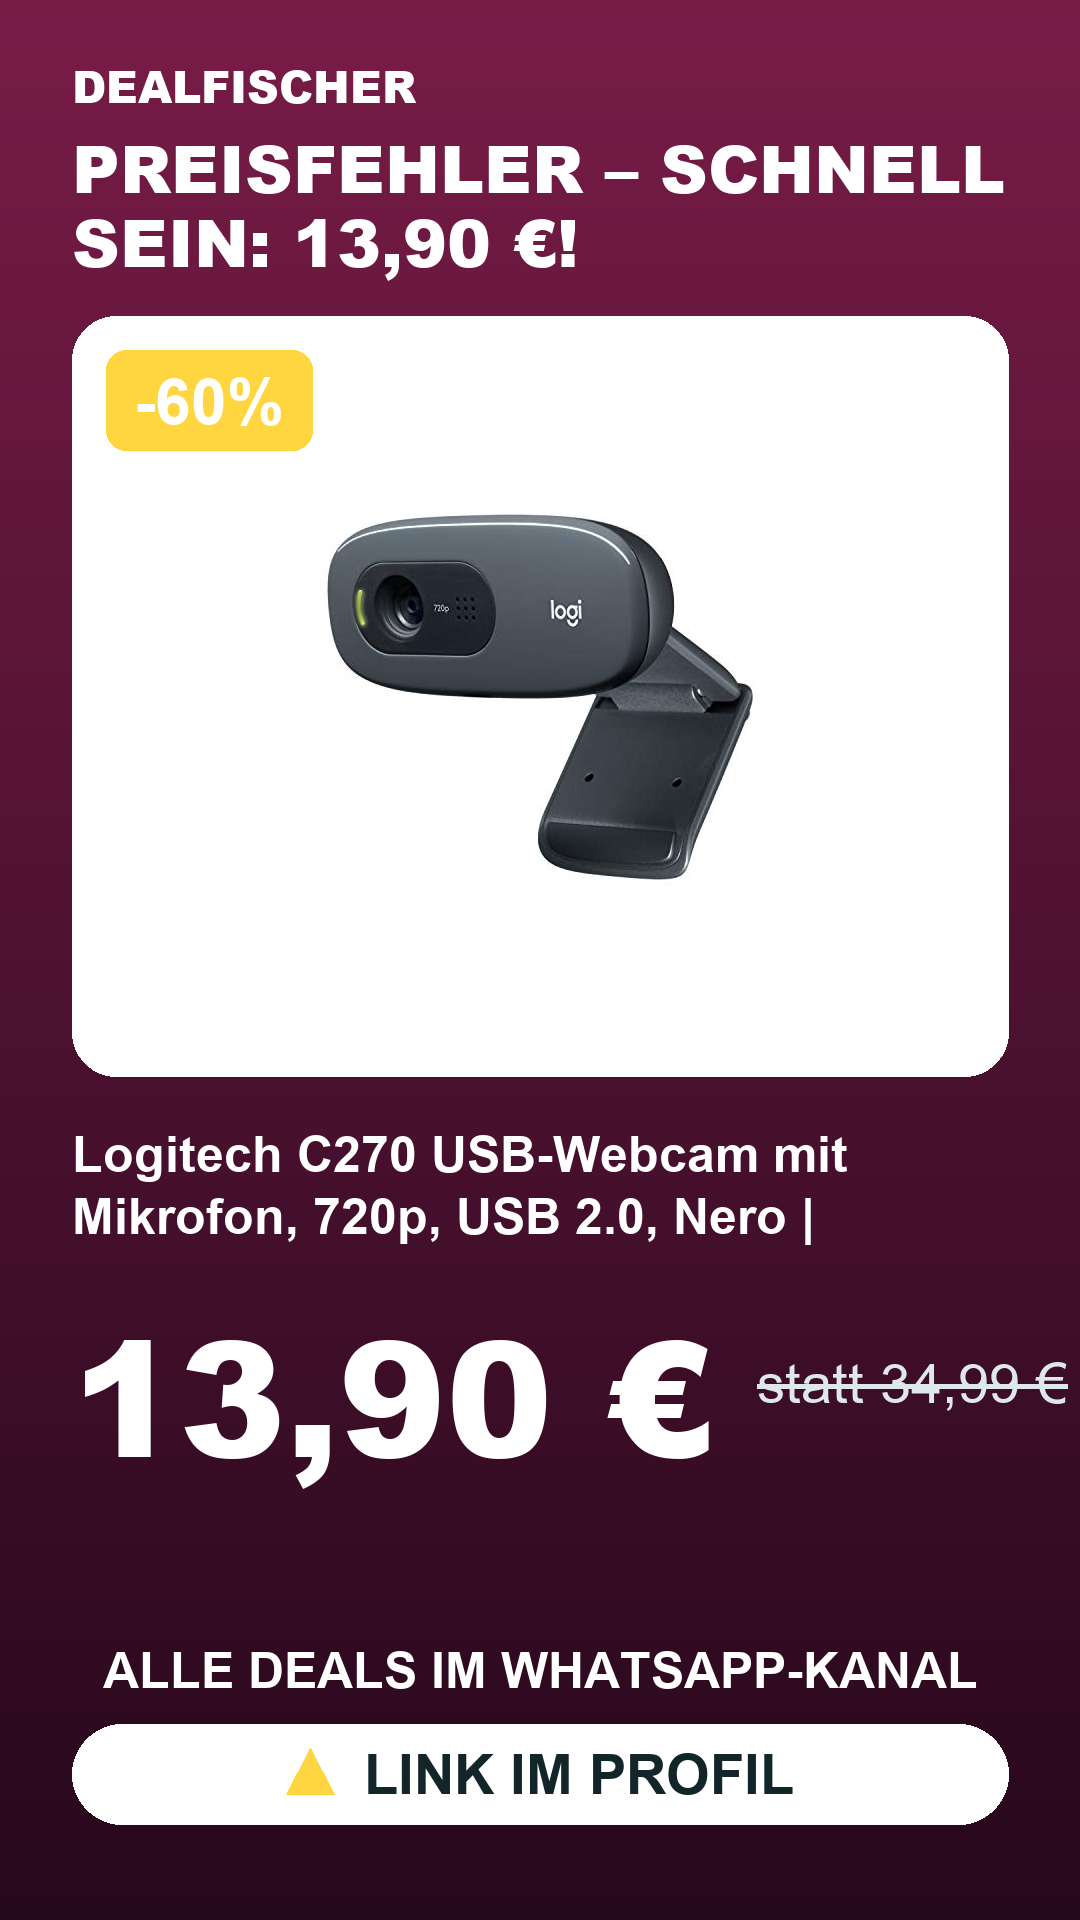 DEALFISCHER
PREISFEHLER – SCHNELL
SEIN: 13,90 €!
-60%
720p
logi
Logitech C270 USB-Webcam mit
Mikrofon, 720p, USB 2.0, Nero |
13,90 €
statt 34,99 €
ALLE DEALS IM WHATSAPP-KANAL
LINK IM PROFIL